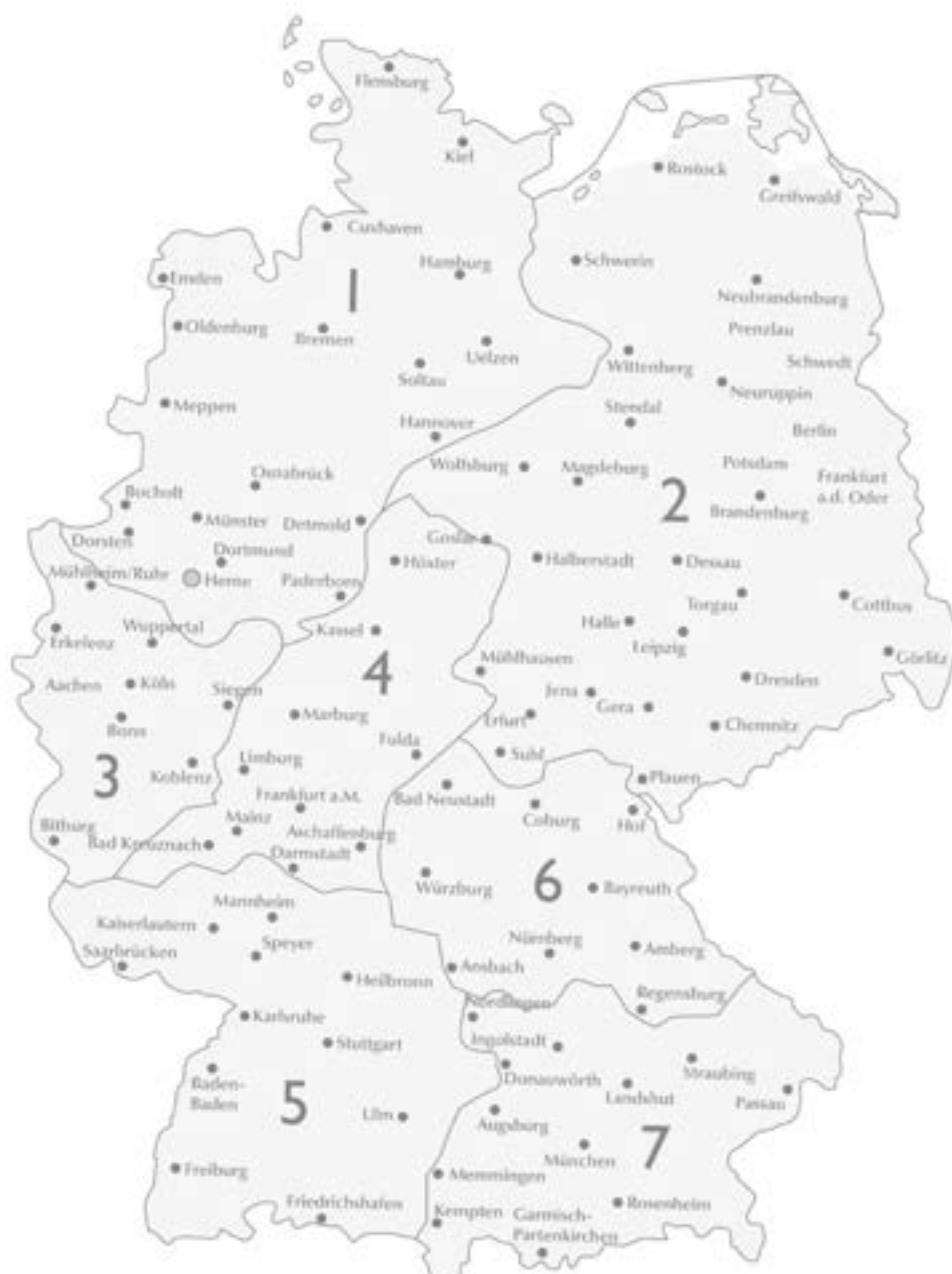 Flensburg
Kiel
Rostock
Greifswald
Cuxhaven
Schwerin
Hamburg
Emden
1
Neubrandenburg
Oldenburg
Bremen
Prenzlau
Uelzen
Wittenberg
Schwedt
Soltau
Neuruppin
Meppen
Stendal
Hannover
Berlin
Wolfsburg
Magdeburg
Potsdam
Osnabrück
Frankfurt
a.d. Oder
Bocholt
2
Brandenburg
Münster
Detmold
Dorsten
Goslar
Dortmund
Höxter
Halberstadt
Dessau
Mühlheim/Ruhr
Herne
Paderborn
Torgau
Cottbus
Wuppertal
Kassel
Halle
Erkelenz
Leipzig
Görlitz
Mühlhausen
4
Aachen
Köln
Siegen
Jena
Dresden
Marburg
Gera
Bonn
Erfurt
Chemnitz
Fulda
Suhl
3
Koblenz
Limburg
Plauen
Bad Neustadt
Frankfurt a.M.
Coburg
Hof
Mainz
Bitburg
Bad Kreuznach
Aschaffenburg
Darmstadt
Würzburg
6
Bayreuth
Mannheim
Kaiserlautern
Nürnberg
Speyer
Amberg
Saarbrücken
Ansbach
Heilbronn
Regensburg
Nördlingen
Karlsruhe
Ingolstadt
Stuttgart
Straubing
Baden-
Baden
Donauwörth
Landshut
Passau
5
Ulm
Augsburg
München
7
Freiburg
Memmingen
Friedrichshafen
Kempten
Rosenheim
Garmisch-
Partenkirchen